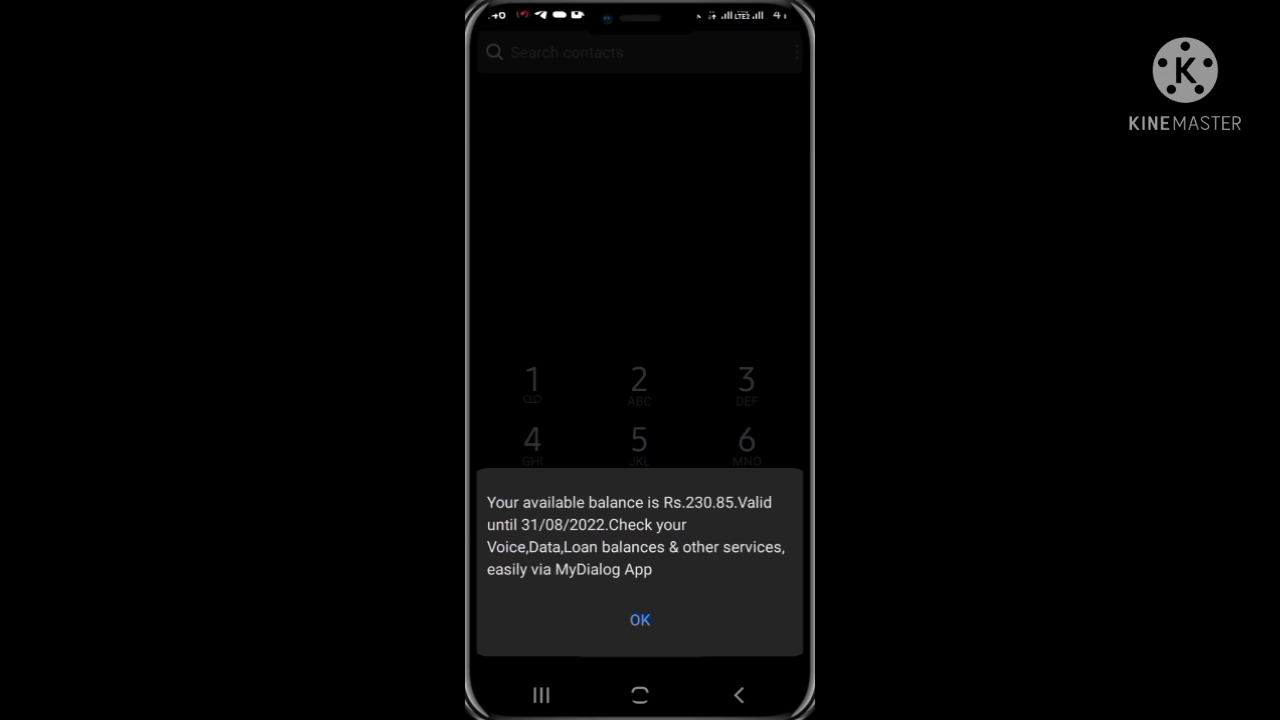 Search contacts
KINEMASTER
1
2
ABC
3
DEF
4
GHI
5
JKL
6
MNO
Your available balance is Rs.230.85.Valid
until 31/08/2022.Check your
Voice,Data,Loan balances & other services,
easily via MyDialog App
OK